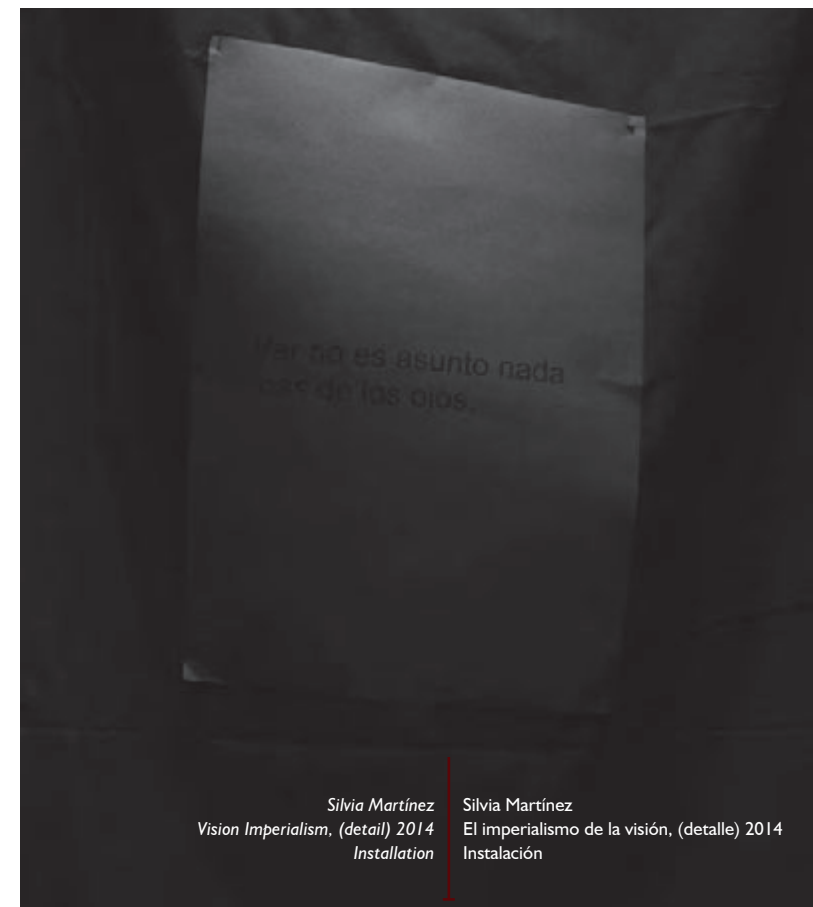 Ver no es asunto nada
mas de los ojos.
Silvia Martínez
Vision Imperialism, (detail) 2014
Installation
Silvia Martínez
El imperialismo de la visión, (detalle) 2014
Instalación